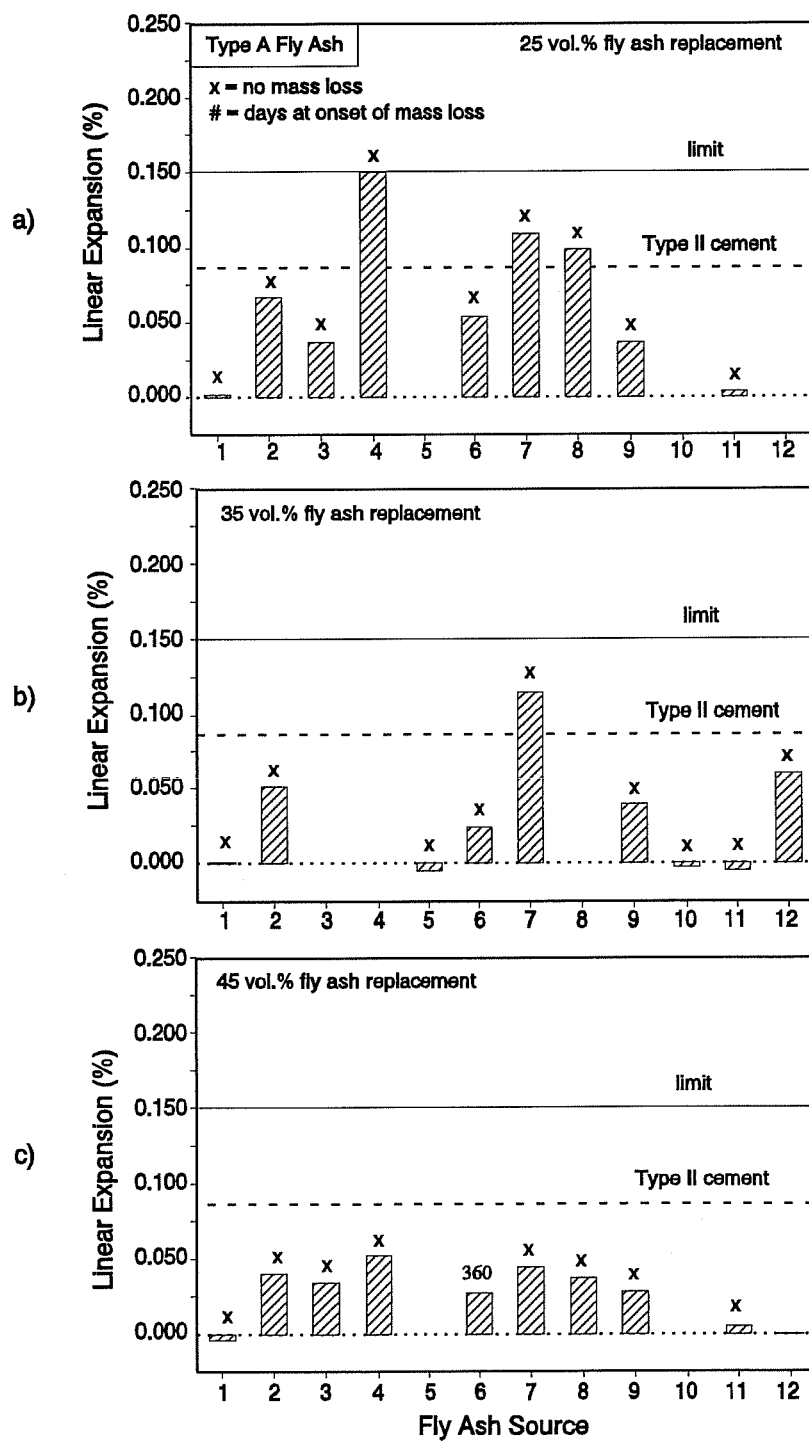 a)
Linear Expansion (%)
0.250
0.200
0.150
0.100
0.050
0.000
Type A Fly Ash
25 vol.% fly ash replacement
x = no mass loss
# = days at onset of mass loss
limit
Type II cement
x x x x x x x x x
1 2 3 4 5 6 7 8 9 10 11 12
b)
Linear Expansion (%)
0.250
0.200
0.150
0.100
0.050
0.000
35 vol.% fly ash replacement
limit
Type II cement
x x x x x x x x x
1 2 3 4 5 6 7 8 9 10 11 12
c)
Linear Expansion (%)
0.250
0.200
0.150
0.100
0.050
0.000
45 vol.% fly ash replacement
limit
Type II cement
x x x x 360 x x x x
1 2 3 4 5 6 7 8 9 10 11 12
Fly Ash Source